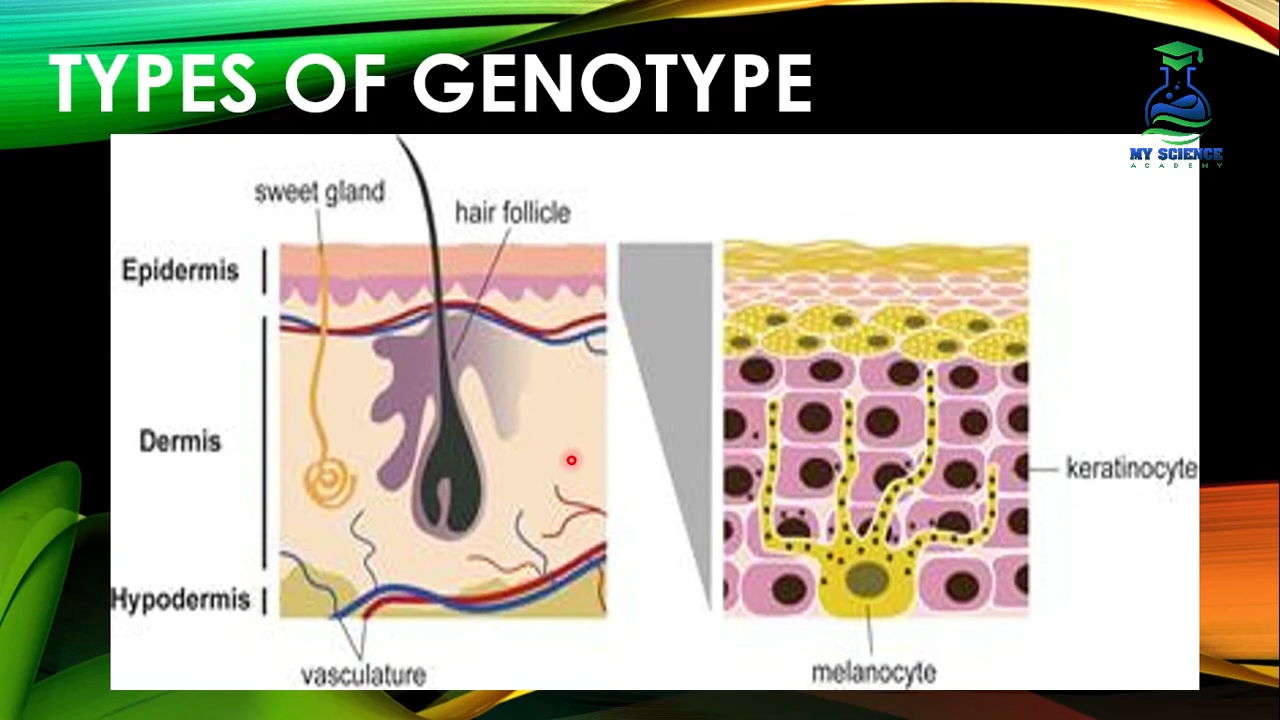 TYPES OF GENOTYPE
MY SCIENCE
ACADEMY
sweet gland
hair follicle
Epidermis
Dermis
keratinocyte
Hypodermis
vasculature
melanocyte